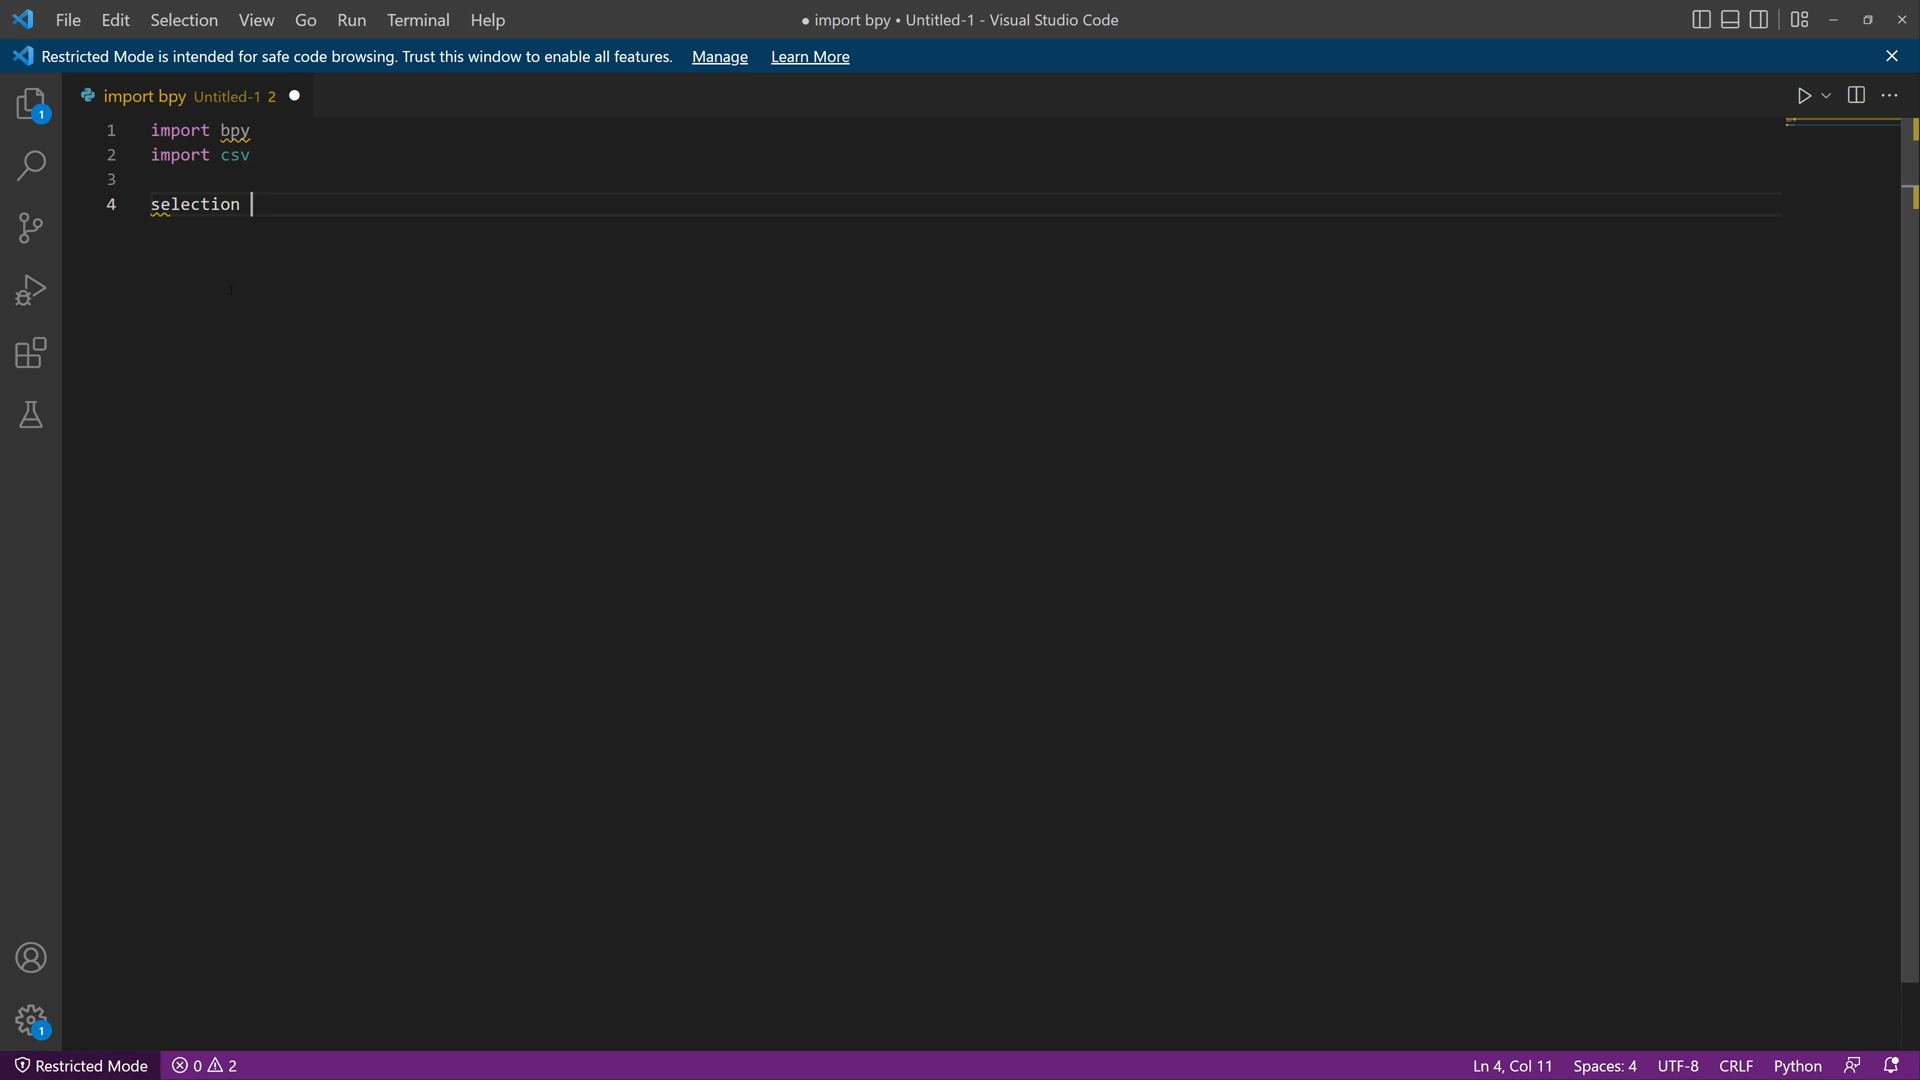 File Edit Selection View Go Run Terminal Help
● import bpy • Untitled-1 - Visual Studio Code
Restricted Mode is intended for safe code browsing. Trust this window to enable all features. Manage Learn More
import bpy Untitled-1 2
1 import bpy
2 import csv
3
4 selection
1
1
Restricted Mode 0 2 Ln 4, Col 11 Spaces: 4 UTF-8 CRLF Python